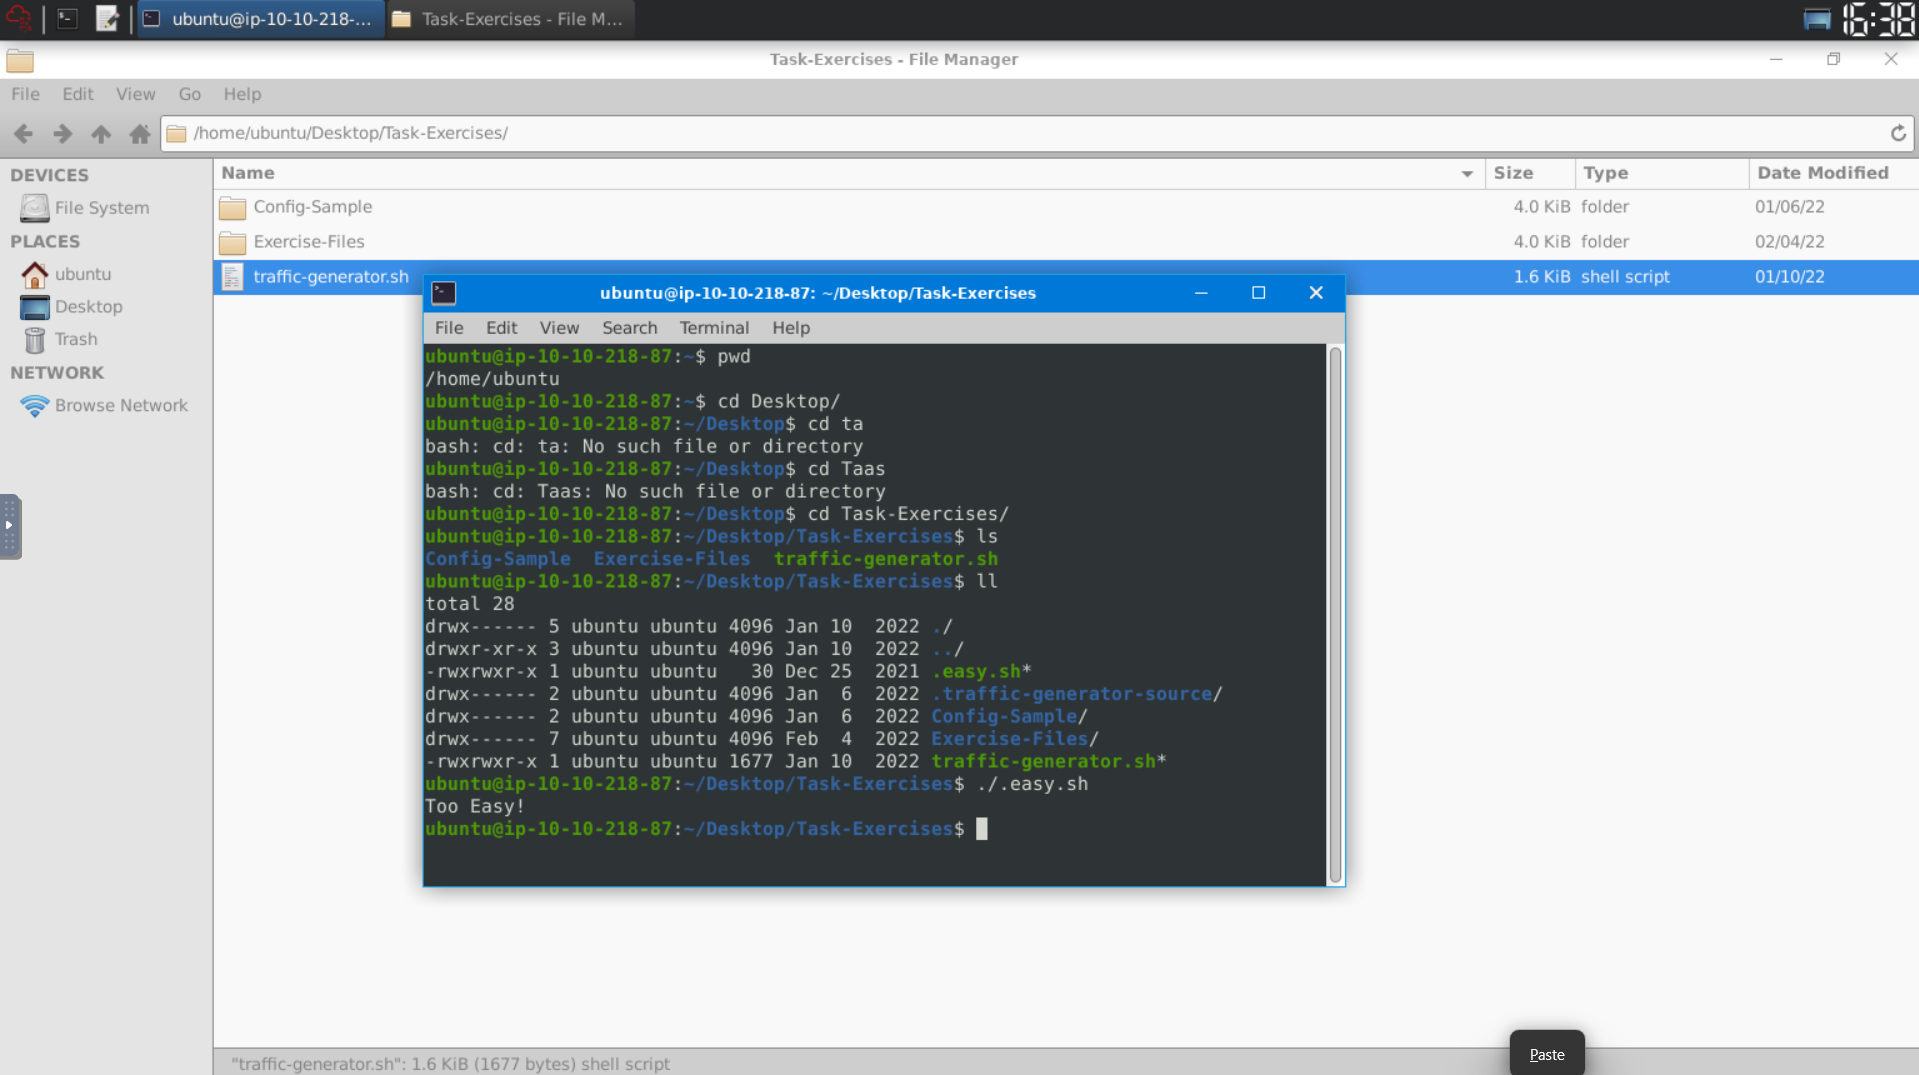 ubuntu@ip-10-10-218-...
Task-Exercises - File M...
16:38
Task-Exercises - File Manager
File Edit View Go Help
/home/ubuntu/Desktop/Task-Exercises/
DEVICES
File System
PLACES
ubuntu
Desktop
Trash
NETWORK
Browse Network
Name Size Type Date Modified
Config-Sample 4.0 KiB folder 01/06/22
Exercise-Files 4.0 KiB folder 02/04/22
traffic-generator.sh 1.6 KiB shell script 01/10/22
ubuntu@ip-10-10-218-87: ~/Desktop/Task-Exercises
File Edit View Search Terminal Help
ubuntu@ip-10-10-218-87:~$ pwd
/home/ubuntu
ubuntu@ip-10-10-218-87:~$ cd Desktop/
ubuntu@ip-10-10-218-87:~/Desktop$ cd ta
bash: cd: ta: No such file or directory
ubuntu@ip-10-10-218-87:~/Desktop$ cd Taas
bash: cd: Taas: No such file or directory
ubuntu@ip-10-10-218-87:~/Desktop$ cd Task-Exercises/
ubuntu@ip-10-10-218-87:~/Desktop/Task-Exercises$ ls
Config-Sample  Exercise-Files  traffic-generator.sh
ubuntu@ip-10-10-218-87:~/Desktop/Task-Exercises$ ll
total 28
drwx------ 5 ubuntu ubuntu 4096 Jan 10  2022 ./
drwxr-xr-x 3 ubuntu ubuntu 4096 Jan 10  2022 ../
-rwxrwxr-x 1 ubuntu ubuntu   30 Dec 25  2021 .easy.sh*
drwx------ 2 ubuntu ubuntu 4096 Jan  6  2022 .traffic-generator-source/
drwx------ 2 ubuntu ubuntu 4096 Jan  6  2022 Config-Sample/
drwx------ 7 ubuntu ubuntu 4096 Feb  4  2022 Exercise-Files/
-rwxrwxr-x 1 ubuntu ubuntu 1677 Jan 10  2022 traffic-generator.sh*
ubuntu@ip-10-10-218-87:~/Desktop/Task-Exercises$ ./.easy.sh
Too Easy!
ubuntu@ip-10-10-218-87:~/Desktop/Task-Exercises$
Paste
"traffic-generator.sh": 1.6 KiB (1677 bytes) shell script